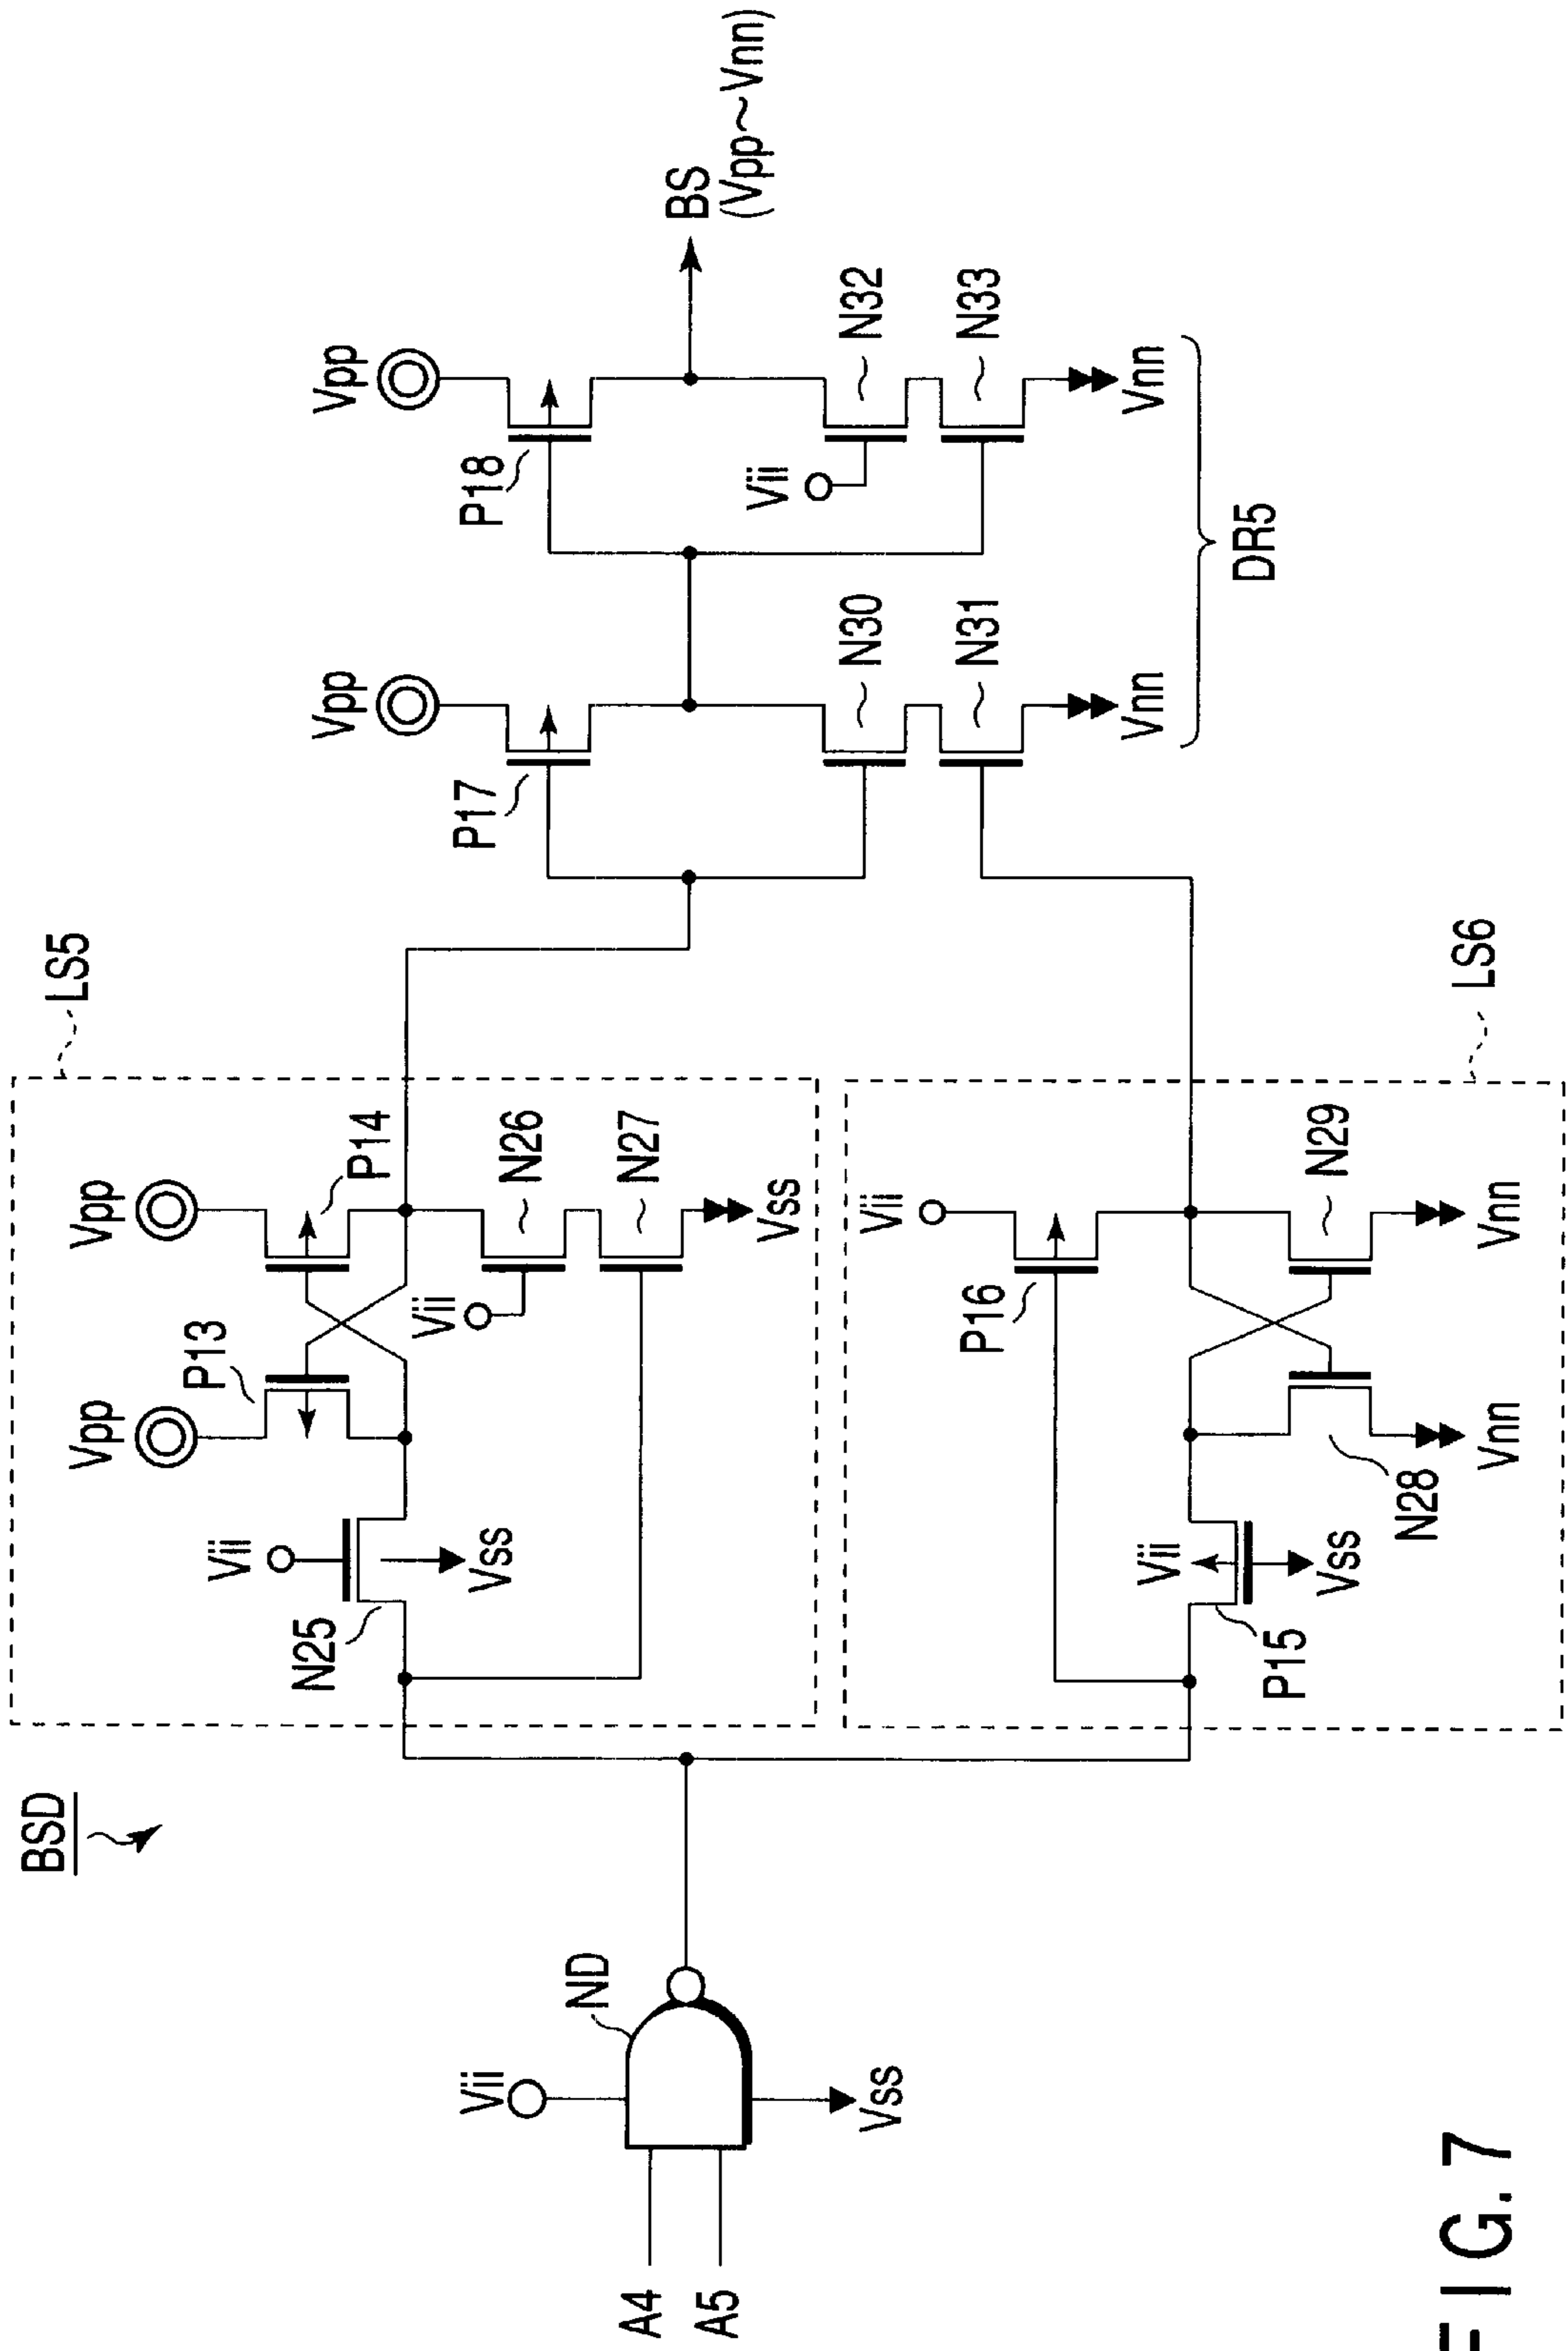 BSD
LS5
Vpp
Vpp
P13
P14
Vii
N25
Vss
Vii
N26
N27
Vss
Vpp
Vpp
P17
P18
BS
(Vpp~Vnn)
Vii
N30
N31
N32
N33
Vnn
Vnn
DR5
A4
A5
Vii
ND
Vss
LS6
Vii
P16
Vii
P15
Vss
N28
N29
Vnn
Vnn
FIG. 7